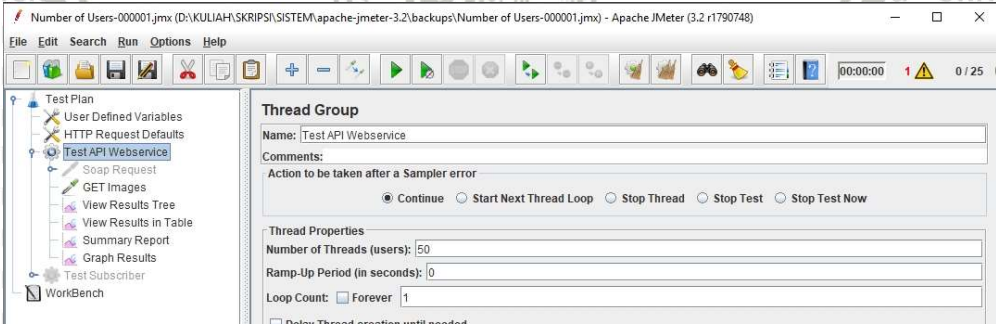 Number of Users-000001.jmx (D:\KULIAH\SKRIPSI\SISTEM\apache-jmeter-3.2\backups\Number of Users-000001.jmx) - Apache JMeter (3.2 r1790748)
File Edit Search Run Options Help
00:00:00 1 0 / 25
Test Plan
User Defined Variables
HTTP Request Defaults
Test API Webservice
Soap Request
GET Images
View Results Tree
View Results in Table
Summary Report
Graph Results
Test Subscriber
WorkBench
Thread Group
Name: Test API Webservice
Comments:
Action to be taken after a Sampler error
Continue Start Next Thread Loop Stop Thread Stop Test Stop Test Now
Thread Properties
Number of Threads (users): 50
Ramp-Up Period (in seconds): 0
Loop Count: Forever 1
Delay Thread creation until needed